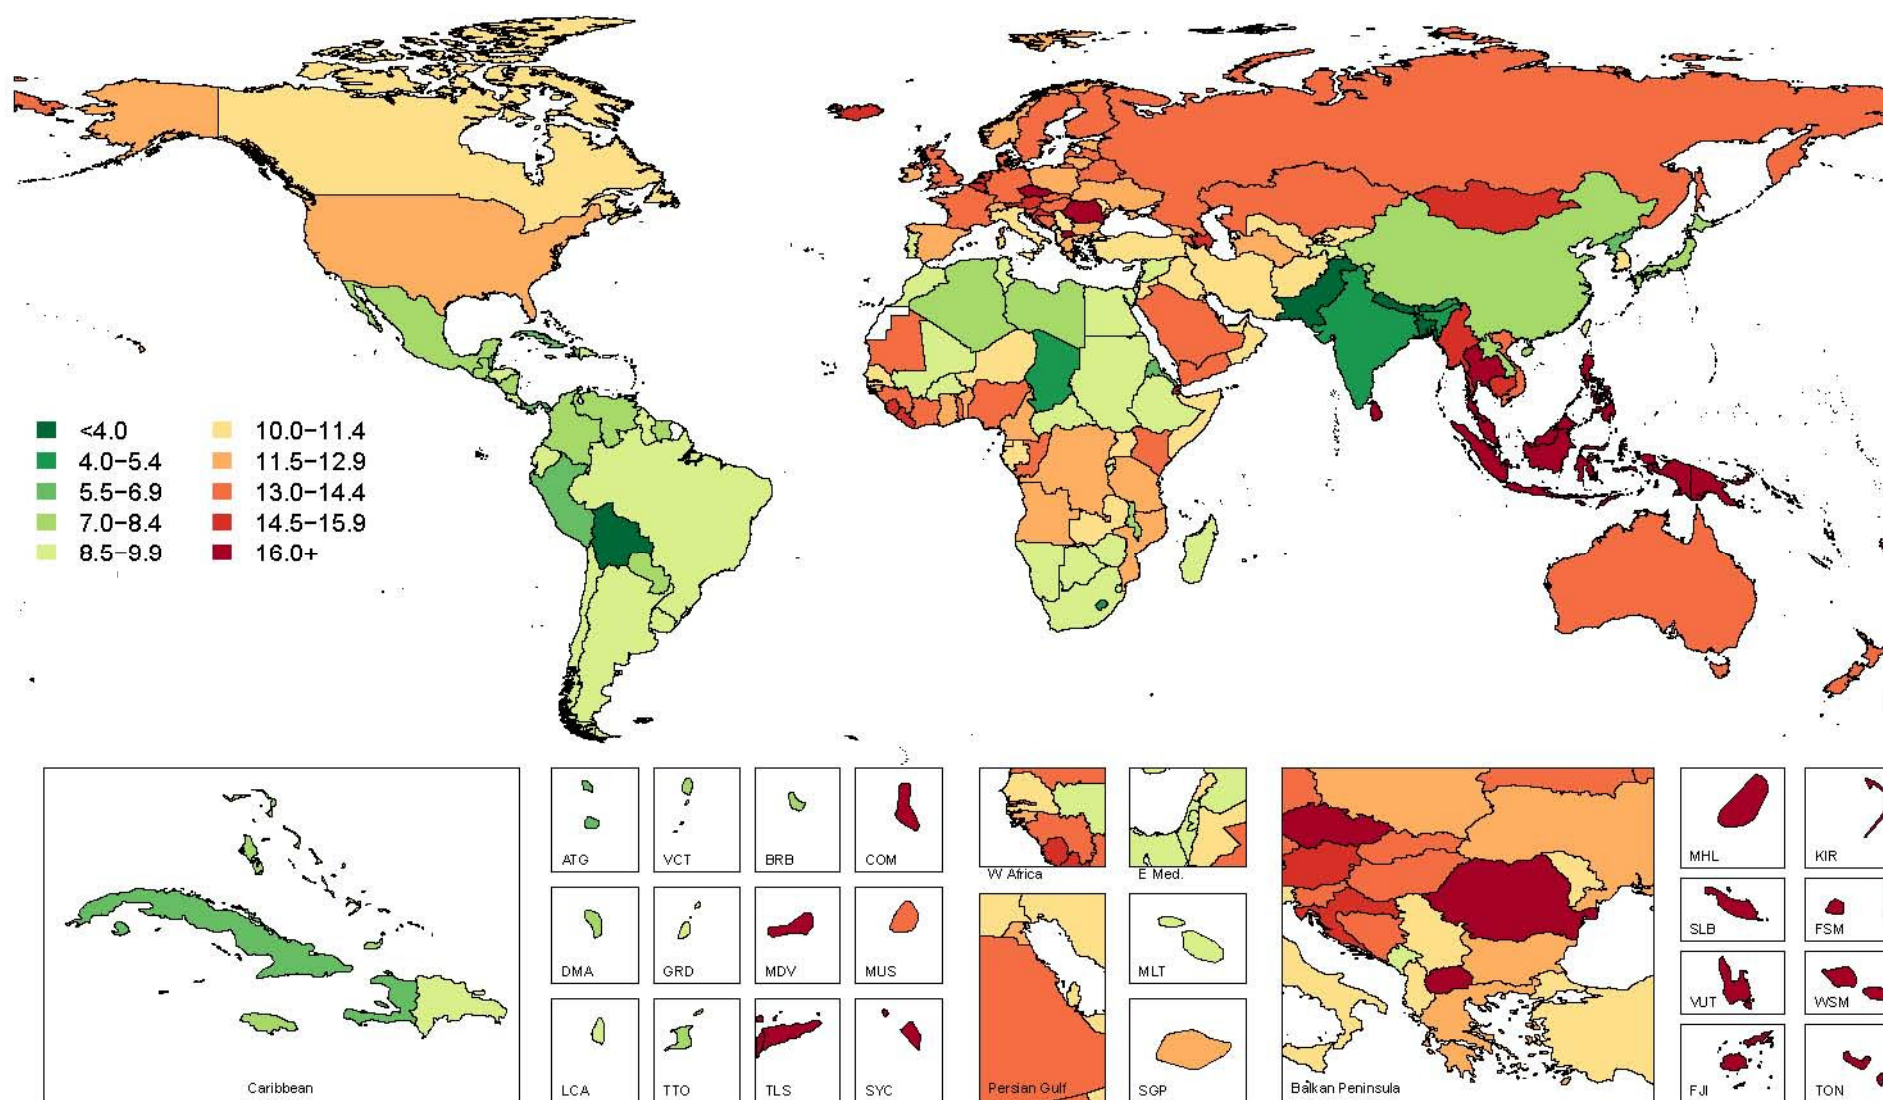 <4.0
4.0−5.4
5.5−6.9
7.0−8.4
8.5−9.9
10.0−11.4
11.5−12.9
13.0−14.4
14.5−15.9
16.0+
Caribbean
ATG
VCT
BRB
COM
DMA
GRD
MDV
MUS
LCA
TTO
TLS
SYC
W Africa
E Med.
Persian Gulf
MLT
SGP
Balkan Peninsula
MHL
KIR
SLB
FSM
VUT
WSM
FJI
TON